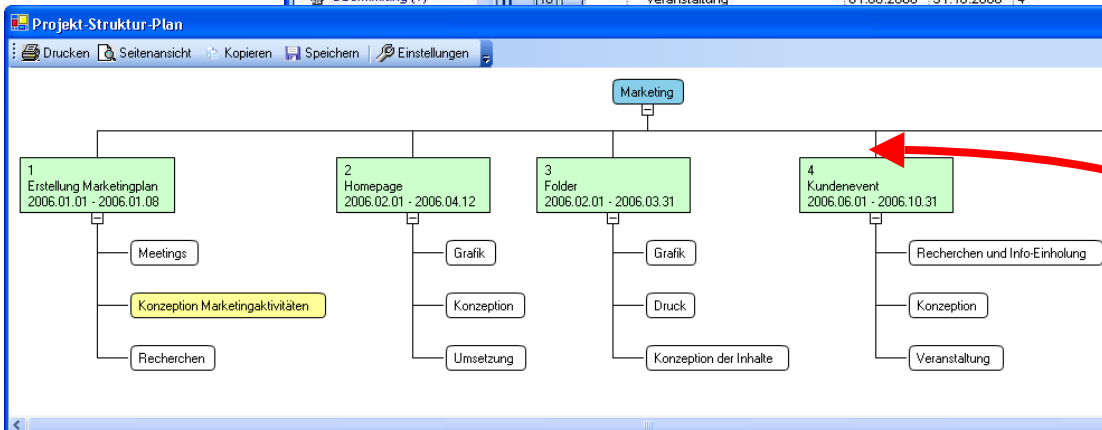 Veranstaltung
Projekt-Struktur-Plan
Drucken Seitenansicht Kopieren Speichern Einstellungen
Marketing
1
Erstellung Marketingplan
2006.01.01 - 2006.01.08
Meetings
Konzeption Marketingaktivitäten
Recherchen
2
Homepage
2006.02.01 - 2006.04.12
Grafik
Konzeption
Umsetzung
3
Folder
2006.02.01 - 2006.03.31
Grafik
Druck
Konzeption der Inhalte
4
Kundenevent
2006.06.01 - 2006.10.31
Recherchen und Info-Einholung
Konzeption
Veranstaltung